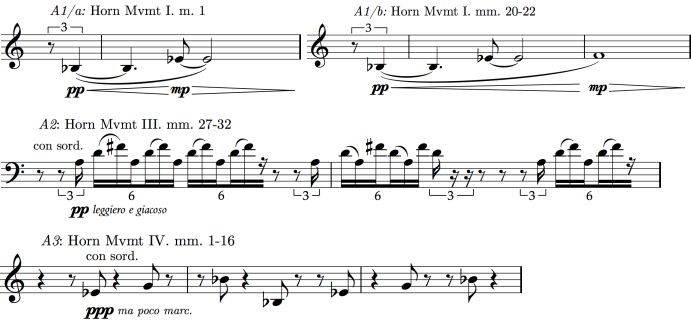 A1/a: Horn Mvmt I. m. 1
A1/b: Horn Mvmt I. mm. 20-22
3
3
pp mp
pp mp
A2: Horn Mvmt III. mm. 27-32
con sord.
3 6 6 3 6 3 3 6
pp leggiero e giacoso
A3: Horn Mvmt IV. mm. 1-16
con sord.
ppp ma poco marc.